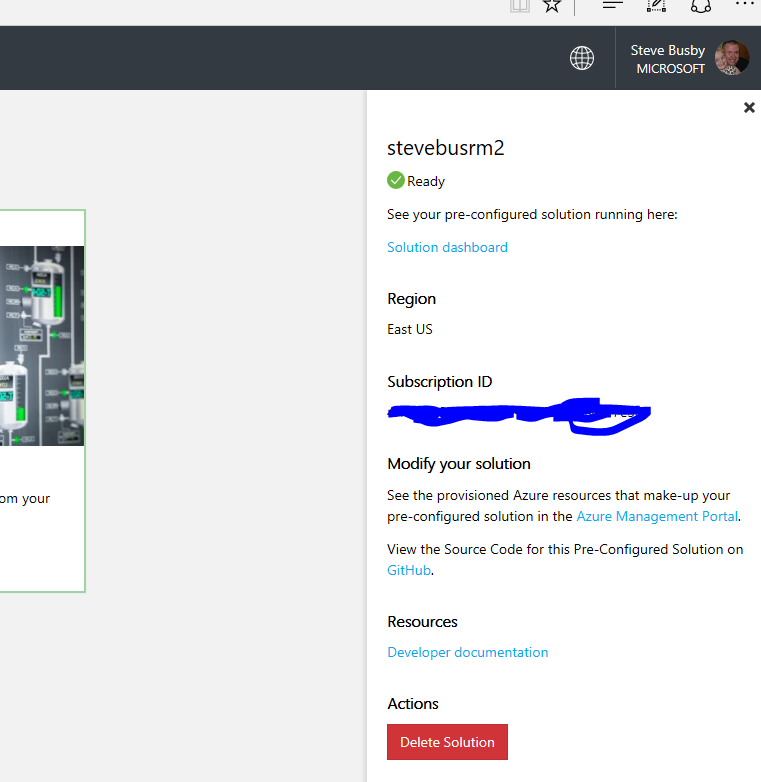 Steve Busby
MICROSOFT
stevebusrm2
Ready
See your pre-configured solution running here:
Solution dashboard
Region
East US
Subscription ID
om your
Modify your solution
See the provisioned Azure resources that make-up your
pre-configured solution in the Azure Management Portal.
View the Source Code for this Pre-Configured Solution on
GitHub.
Resources
Developer documentation
Actions
Delete Solution